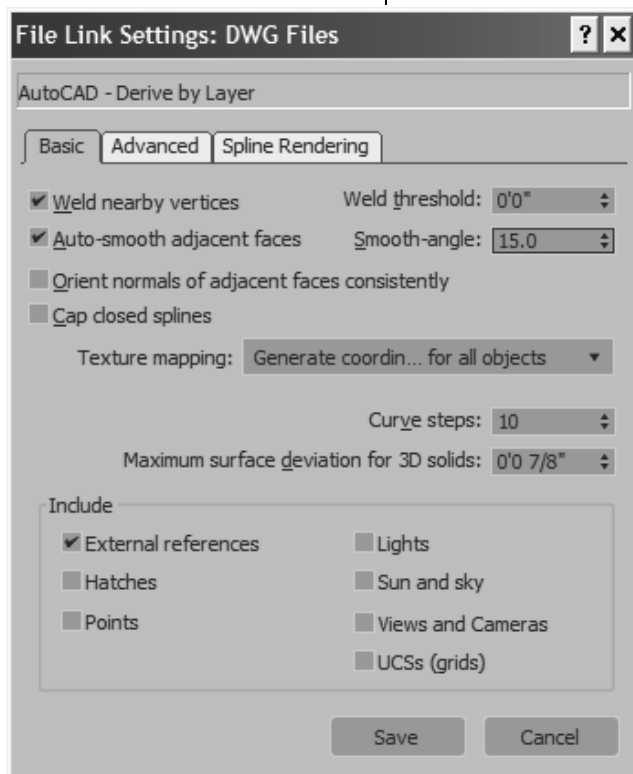 File Link Settings: DWG Files ? ×
AutoCAD - Derive by Layer
Basic Advanced Spline Rendering
Weld nearby vertices Weld threshold: 0'0"
Auto-smooth adjacent faces Smooth-angle: 15.0
Orient normals of adjacent faces consistently
Cap closed splines
Texture mapping: Generate coordin... for all objects
Curve steps: 10
Maximum surface deviation for 3D solids: 0'0 7/8"
Include
External references Lights
Hatches Sun and sky
Points Views and Cameras
UCSs (grids)
Save Cancel